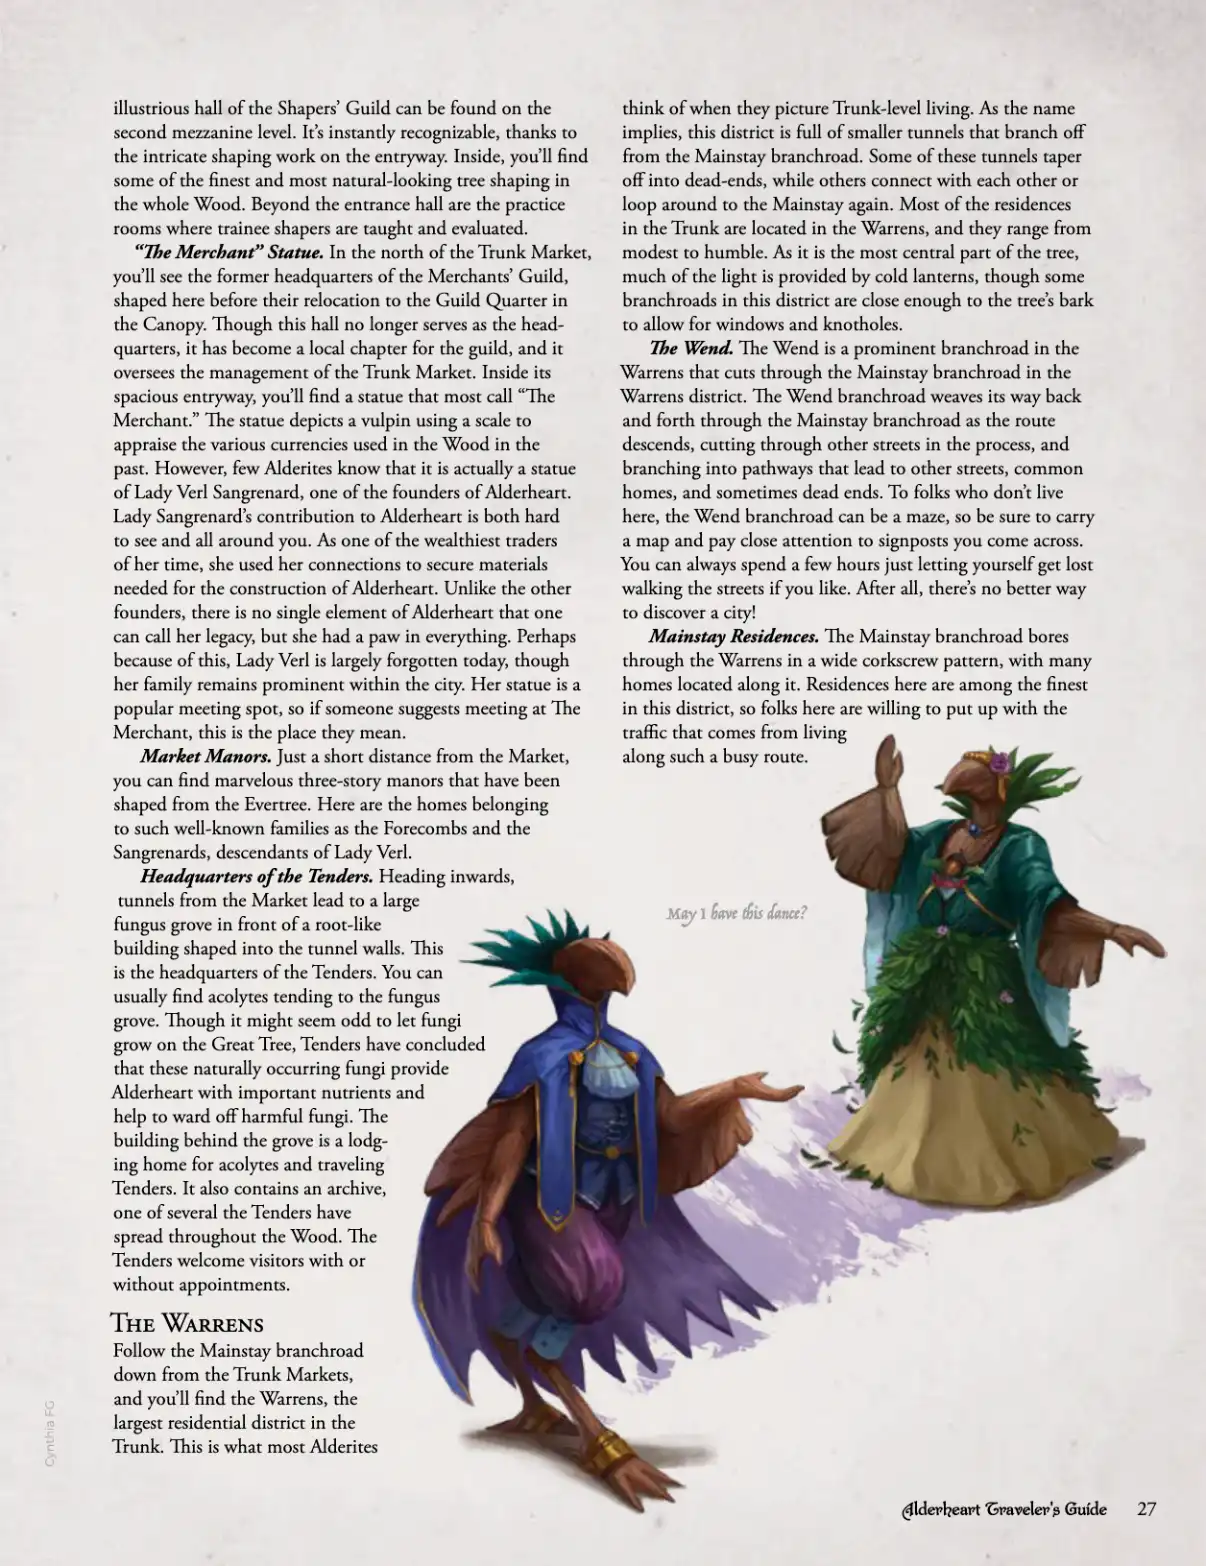 illustrious hall of the Shapers’ Guild can be found on the
second mezzanine level. It’s instantly recognizable, thanks to
the intricate shaping work on the entryway. Inside, you’ll find
some of the finest and most natural-looking tree shaping in
the whole Wood. Beyond the entrance hall are the practice
rooms where trainee shapers are taught and evaluated.
“The Merchant” Statue. In the north of the Trunk Market,
you’ll see the former headquarters of the Merchants’ Guild,
shaped here before their relocation to the Guild Quarter in
the Canopy. Though this hall no longer serves as the head-
quarters, it has become a local chapter for the guild, and it
oversees the management of the Trunk Market. Inside its
spacious entryway, you’ll find a statue that most call “The
Merchant.” The statue depicts a vulpin using a scale to
appraise the various currencies used in the Wood in the
past. However, few Alderites know that it is actually a statue
of Lady Verl Sangrenard, one of the founders of Alderheart.
Lady Sangrenard’s contribution to Alderheart is both hard
to see and all around you. As one of the wealthiest traders
of her time, she used her connections to secure materials
needed for the construction of Alderheart. Unlike the other
founders, there is no single element of Alderheart that one
can call her legacy, but she had a paw in everything. Perhaps
because of this, Lady Verl is largely forgotten today, though
her family remains prominent within the city. Her statue is a
popular meeting spot, so if someone suggests meeting at The
Merchant, this is the place they mean.
Market Manors. Just a short distance from the Market,
you can find marvelous three-story manors that have been
shaped from the Evertree. Here are the homes belonging
to such well-known families as the Forecombs and the
Sangrenards, descendants of Lady Verl.
Headquarters of the Tenders. Heading inwards,
tunnels from the Market lead to a large
fungus grove in front of a root-like
building shaped into the tunnel walls. This
is the headquarters of the Tenders. You can
usually find acolytes tending to the fungus
grove. Though it might seem odd to let fungi
grow on the Great Tree, Tenders have concluded
that these naturally occurring fungi provide
Alderheart with important nutrients and
help to ward off harmful fungi. The
building behind the grove is a lodg-
ing home for acolytes and traveling
Tenders. It also contains an archive,
one of several the Tenders have
spread throughout the Wood. The
Tenders welcome visitors with or
without appointments.
The Warrens
Follow the Mainstay branchroad
down from the Trunk Markets,
and you’ll find the Warrens, the
largest residential district in the
Trunk. This is what most Alderites
think of when they picture Trunk-level living. As the name
implies, this district is full of smaller tunnels that branch off
from the Mainstay branchroad. Some of these tunnels taper
off into dead-ends, while others connect with each other or
loop around to the Mainstay again. Most of the residences
in the Trunk are located in the Warrens, and they range from
modest to humble. As it is the most central part of the tree,
much of the light is provided by cold lanterns, though some
branchroads in this district are close enough to the tree’s bark
to allow for windows and knotholes.
The Wend. The Wend is a prominent branchroad in the
Warrens that cuts through the Mainstay branchroad in the
Warrens district. The Wend branchroad weaves its way back
and forth through the Mainstay branchroad as the route
descends, cutting through other streets in the process, and
branching into pathways that lead to other streets, common
homes, and sometimes dead ends. To folks who don’t live
here, the Wend branchroad can be a maze, so be sure to carry
a map and pay close attention to signposts you come across.
You can always spend a few hours just letting yourself get lost
walking the streets if you like. After all, there’s no better way
to discover a city!
Mainstay Residences. The Mainstay branchroad bores
through the Warrens in a wide corkscrew pattern, with many
homes located along it. Residences here are among the finest
in this district, so folks here are willing to put up with the
traffic that comes from living
along such a busy route.
May I have this dance?
Cynthia FG
Alderheart Traveler's Guide 27